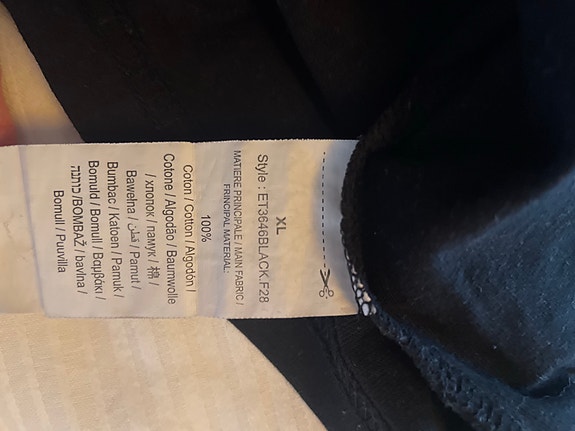 XL
Style : ET3646BLACK.F28
MATIERE PRINCIPALE / MAIN FABRIC /
PRINCIPAL MATERIAL:
100%
Coton / Cotton / Algodon /
Cotone / Algodão / Baumwolle
/ хлопок / памук / 棉 /
Bawełna / قطن / Pamut /
Bumbac / Katoen / Pamuk /
Bomuld / Bomull / Βαμβάκι /
כותנה /BOMBAŽ / bavlna /
Bomull / Puuvilla